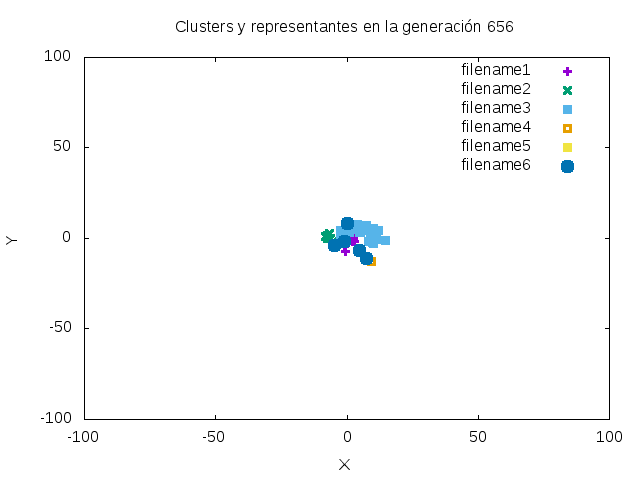 Clusters y representantes en la generación 656
100
50
0
-50
-100
-100
-50
0
50
100
Y
X
filename1
filename2
filename3
filename4
filename5
filename6